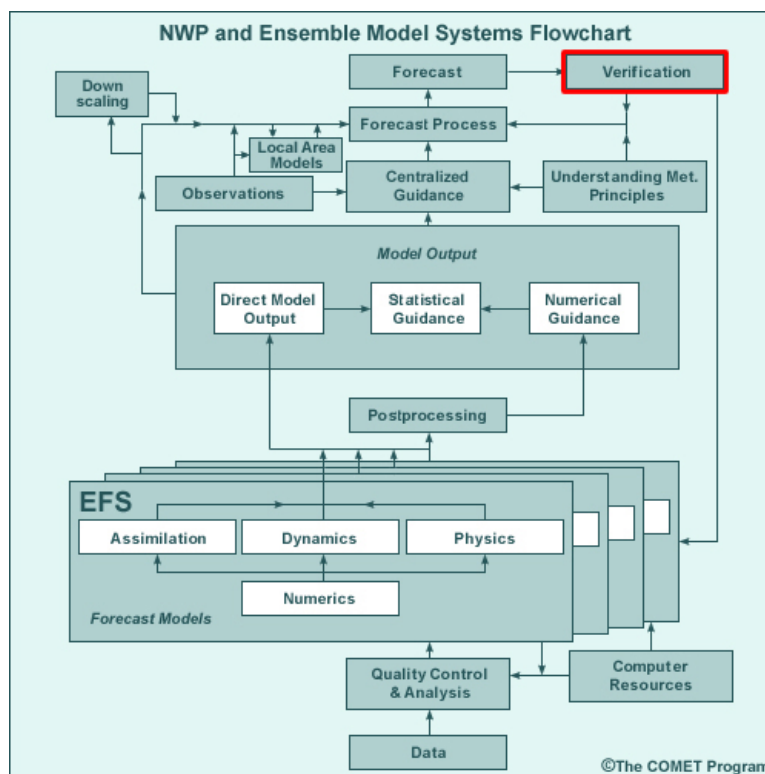 NWP and Ensemble Model Systems Flowchart
Forecast
Verification
Down
scaling
Forecast Process
Local Area
Models
Observations
Centralized
Guidance
Understanding Met.
Principles
Model Output
Direct Model
Output
Statistical
Guidance
Numerical
Guidance
Postprocessing
EFS
Assimilation
Dynamics
Physics
Numerics
Forecast Models
Quality Control
& Analysis
Computer
Resources
Data
©The COMET Program